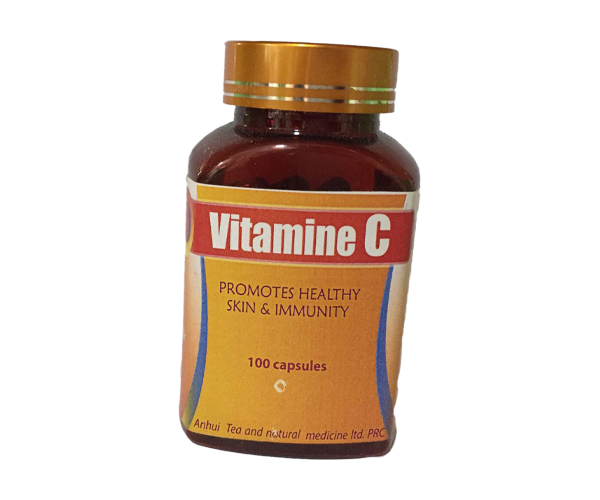 Vitamine C
PROMOTES HEALTHY
SKIN & IMMUNITY
100 capsules
Anhui Tea and natural medicine ltd. PRC